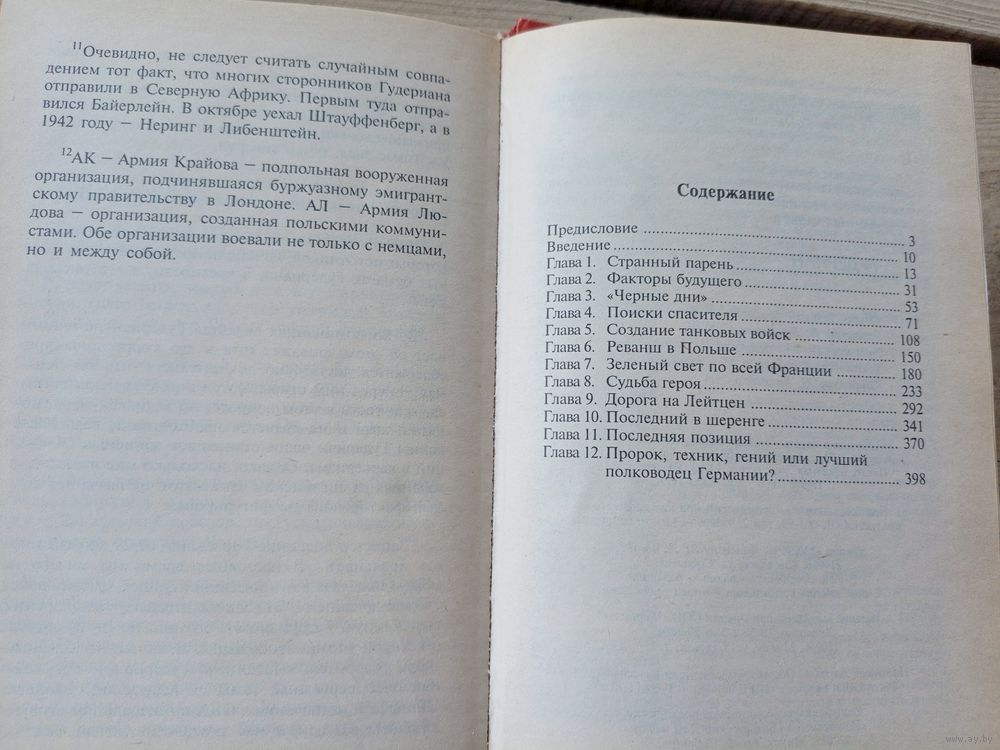 ¹¹Очевидно, не следует считать случайным совпа-
дением тот факт, что многих сторонников Гудериана
отправили в Северную Африку. Первым туда отпра-
вился Байерлейн. В октябре уехал Штауффенберг, а в
1942 году – Неринг и Либенштейн.
¹²АК – Армия Крайова – подпольная вооруженная
организация, подчинявшаяся буржуазному эмигрант-
скому правительству в Лондоне. АЛ – Армия Лю-
дова – организация, созданная польскими коммуни-
стами. Обе организации воевали не только с немцами,
но и между собой.
Содержание
Предисловие ... 3
Введение ... 10
Глава 1. Странный парень ... 13
Глава 2. Факторы будущего ... 31
Глава 3. «Черные дни» ... 53
Глава 4. Поиски спасителя ... 71
Глава 5. Создание танковых войск ... 108
Глава 6. Реванш в Польше ... 150
Глава 7. Зеленый свет по всей Франции ... 180
Глава 8. Судьба героя ... 233
Глава 9. Дорога на Лейтцен ... 292
Глава 10. Последний в шеренге ... 341
Глава 11. Последняя позиция ... 370
Глава 12. Пророк, техник, гений или лучший
полководец Германии? ... 398
www.ay.by